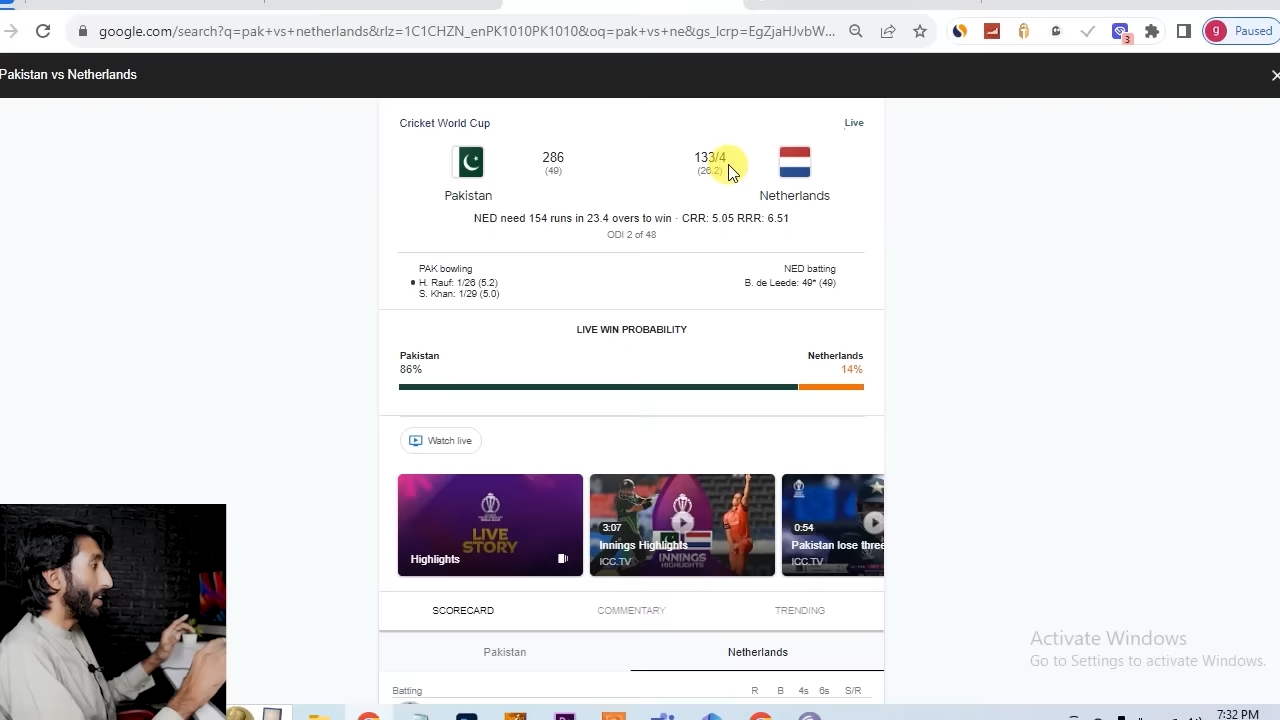 google.com/search?q=pak+vs+netherlands&rlz=1C1CHZN_enPK1010PK1010&oq=pak+vs+ne&gs_lcrp=EgZjaHJvbW...
3
g
Paused
Pakistan vs Netherlands
Cricket World Cup
Live
286
133/4
(49)
(26.2)
Pakistan
Netherlands
NED need 154 runs in 23.4 overs to win · CRR: 5.05 RRR: 6.51
ODI 2 of 48
PAK bowling
NED batting
H. Rauf: 1/26 (5.2)
B. de Leede: 49* (49)
S. Khan: 1/29 (5.0)
LIVE WIN PROBABILITY
Pakistan
Netherlands
86%
14%
Watch live
LIVE
STORY
Highlights
3:07
Innings Highlights
ICC.TV
INNINGS
HIGHLIGHTS
0:54
Pakistan lose three
ICC.TV
SCORECARD
COMMENTARY
TRENDING
Activate Windows
Go to Settings to activate Windows.
Pakistan
Netherlands
Batting
R
B
4s
6s
S/R
7:32 PM